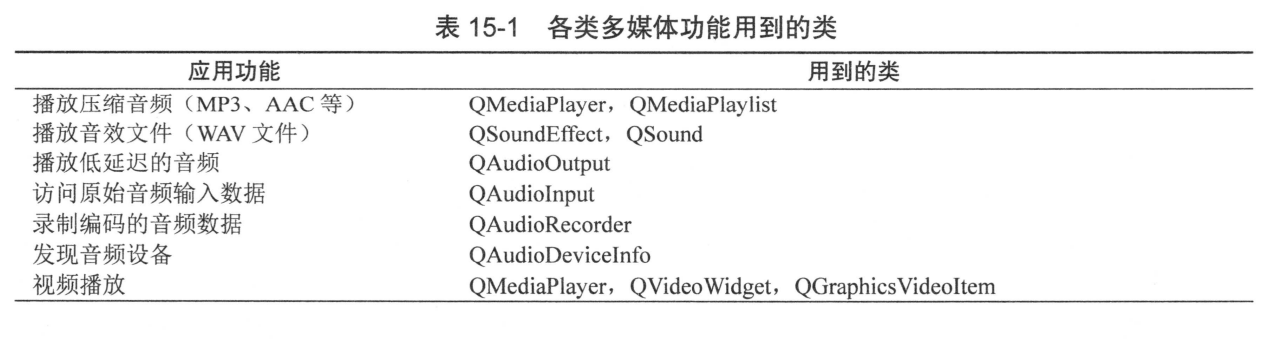 表 15-1 各类多媒体功能用到的类
应用功能 用到的类
播放压缩音频（MP3、AAC 等） QMediaPlayer，QMediaPlaylist
播放音效文件（WAV 文件） QSoundEffect，QSound
播放低延迟的音频 QAudioOutput
访问原始音频输入数据 QAudioInput
录制编码的音频数据 QAudioRecorder
发现音频设备 QAudioDeviceInfo
视频播放 QMediaPlayer，QVideoWidget，QGraphicsVideoItem